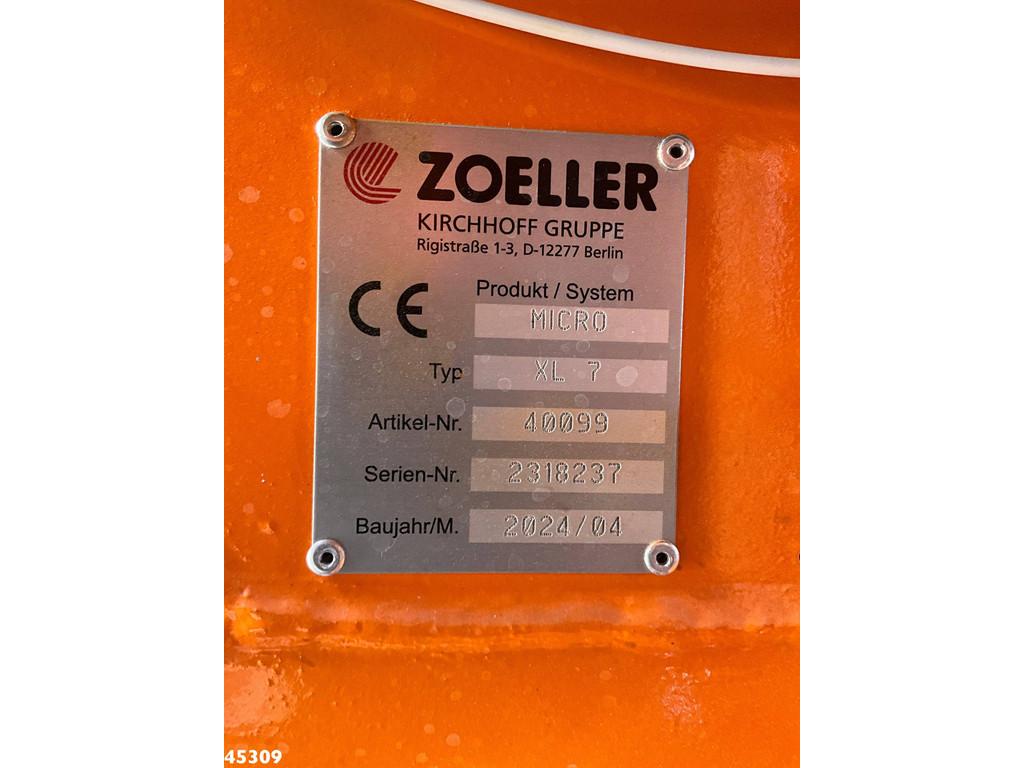 ZOELLER
KIRCHHOFF GRUPPE
Rigistraße 1-3, D-12277 Berlin
CE
Produkt / System
MICRO
Typ XL 7
Artikel-Nr. 40099
Serien-Nr. 2318237
Baujahr/M. 2024/04
45309